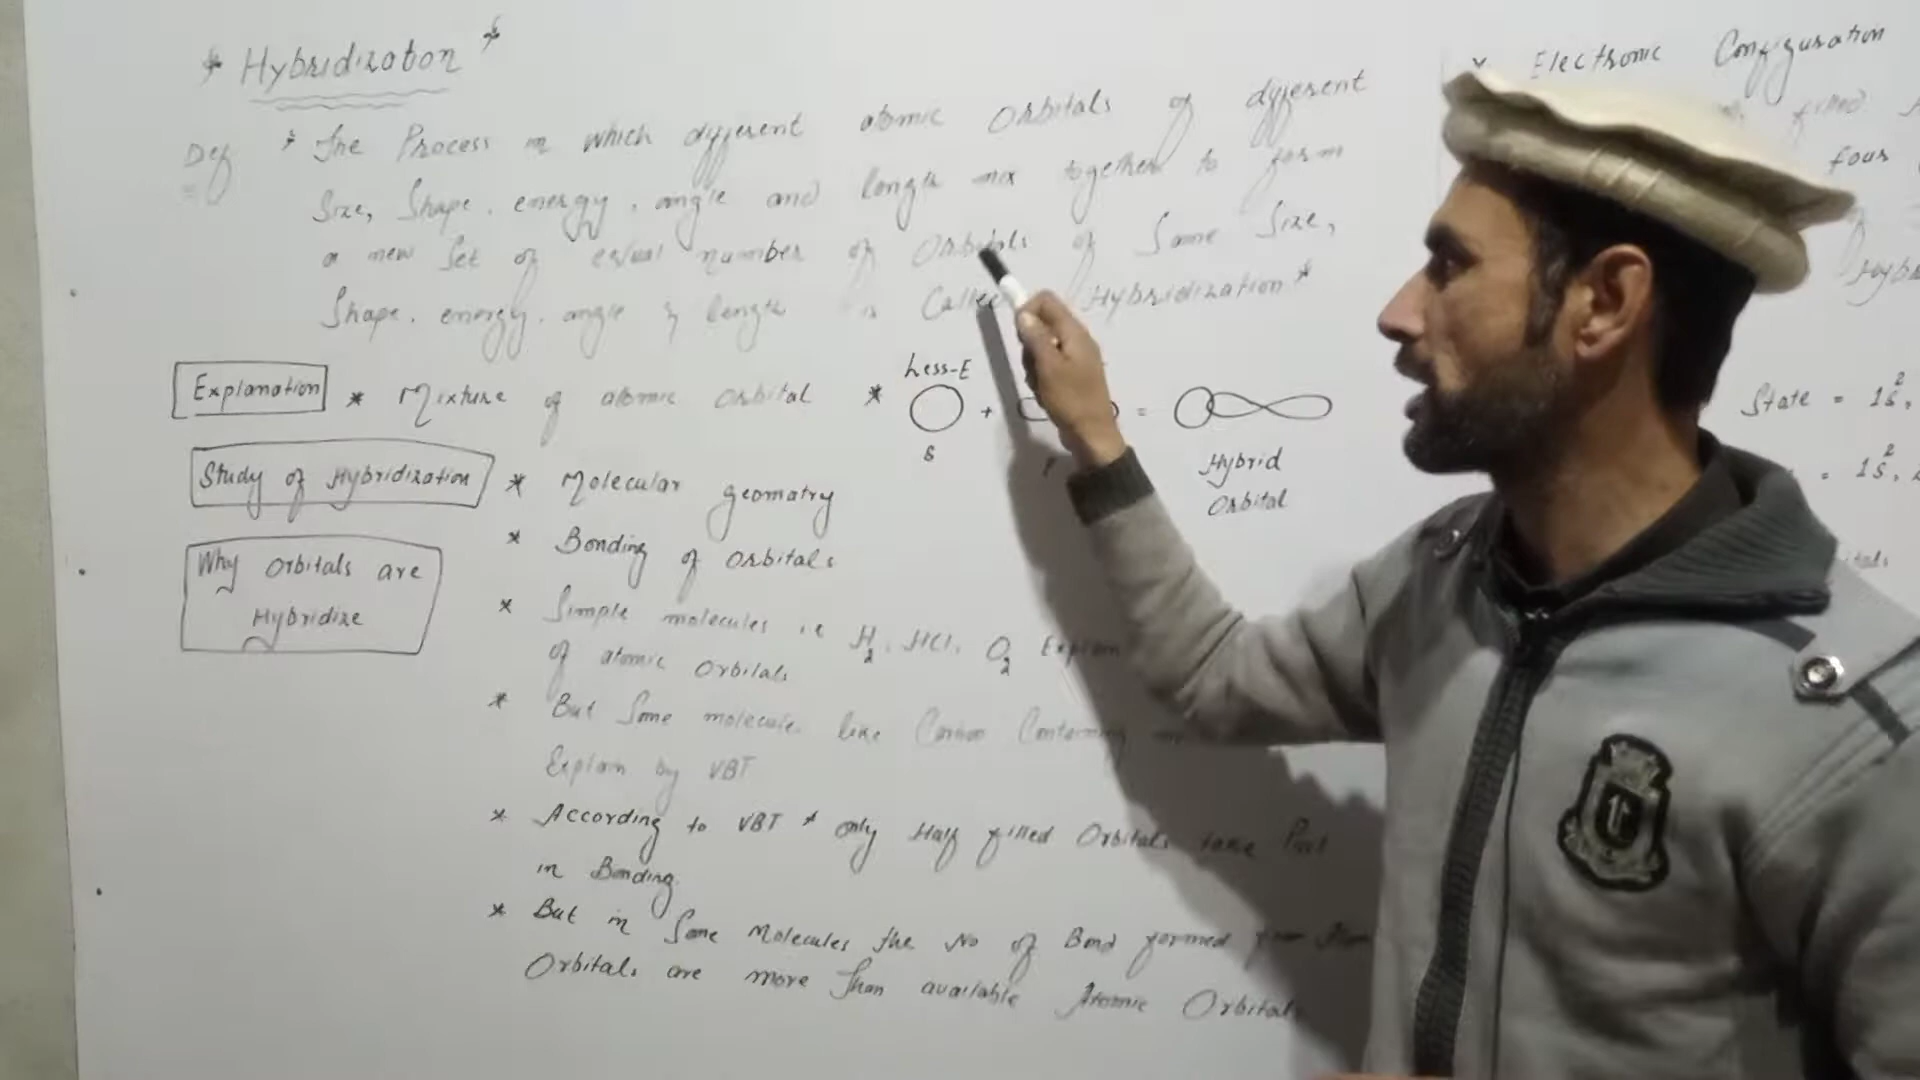 * Hybridization *
Def * The Process in which different atomic Orbitals of different
Size, Shape, energy, angle and length mix together to form
a new Set of equal number of Orbitals of Same Size,
Shape, energy, angle & length is Called Hybridization *
Explanation * Mixture of atomic Orbital * Less-E
+ =
S Hybrid
Orbital
Study of Hybridization * Molecular geomatry
* Bonding of Orbitals
Why Orbitals are
Hybridize
* Simple molecules i.e H2, HCl, O2 Explain
of atomic Orbitals
* But Some molecules like Carbon Containing
Explain by VBT
* According to VBT * only Half filled Orbitals take Part
in Bonding.
* But in Some Molecules the No of Bond formed
Orbitals are more than available Atomic Orbitals
* Electronic Configuration
filled
four
State = 1s²,
= 1s²,